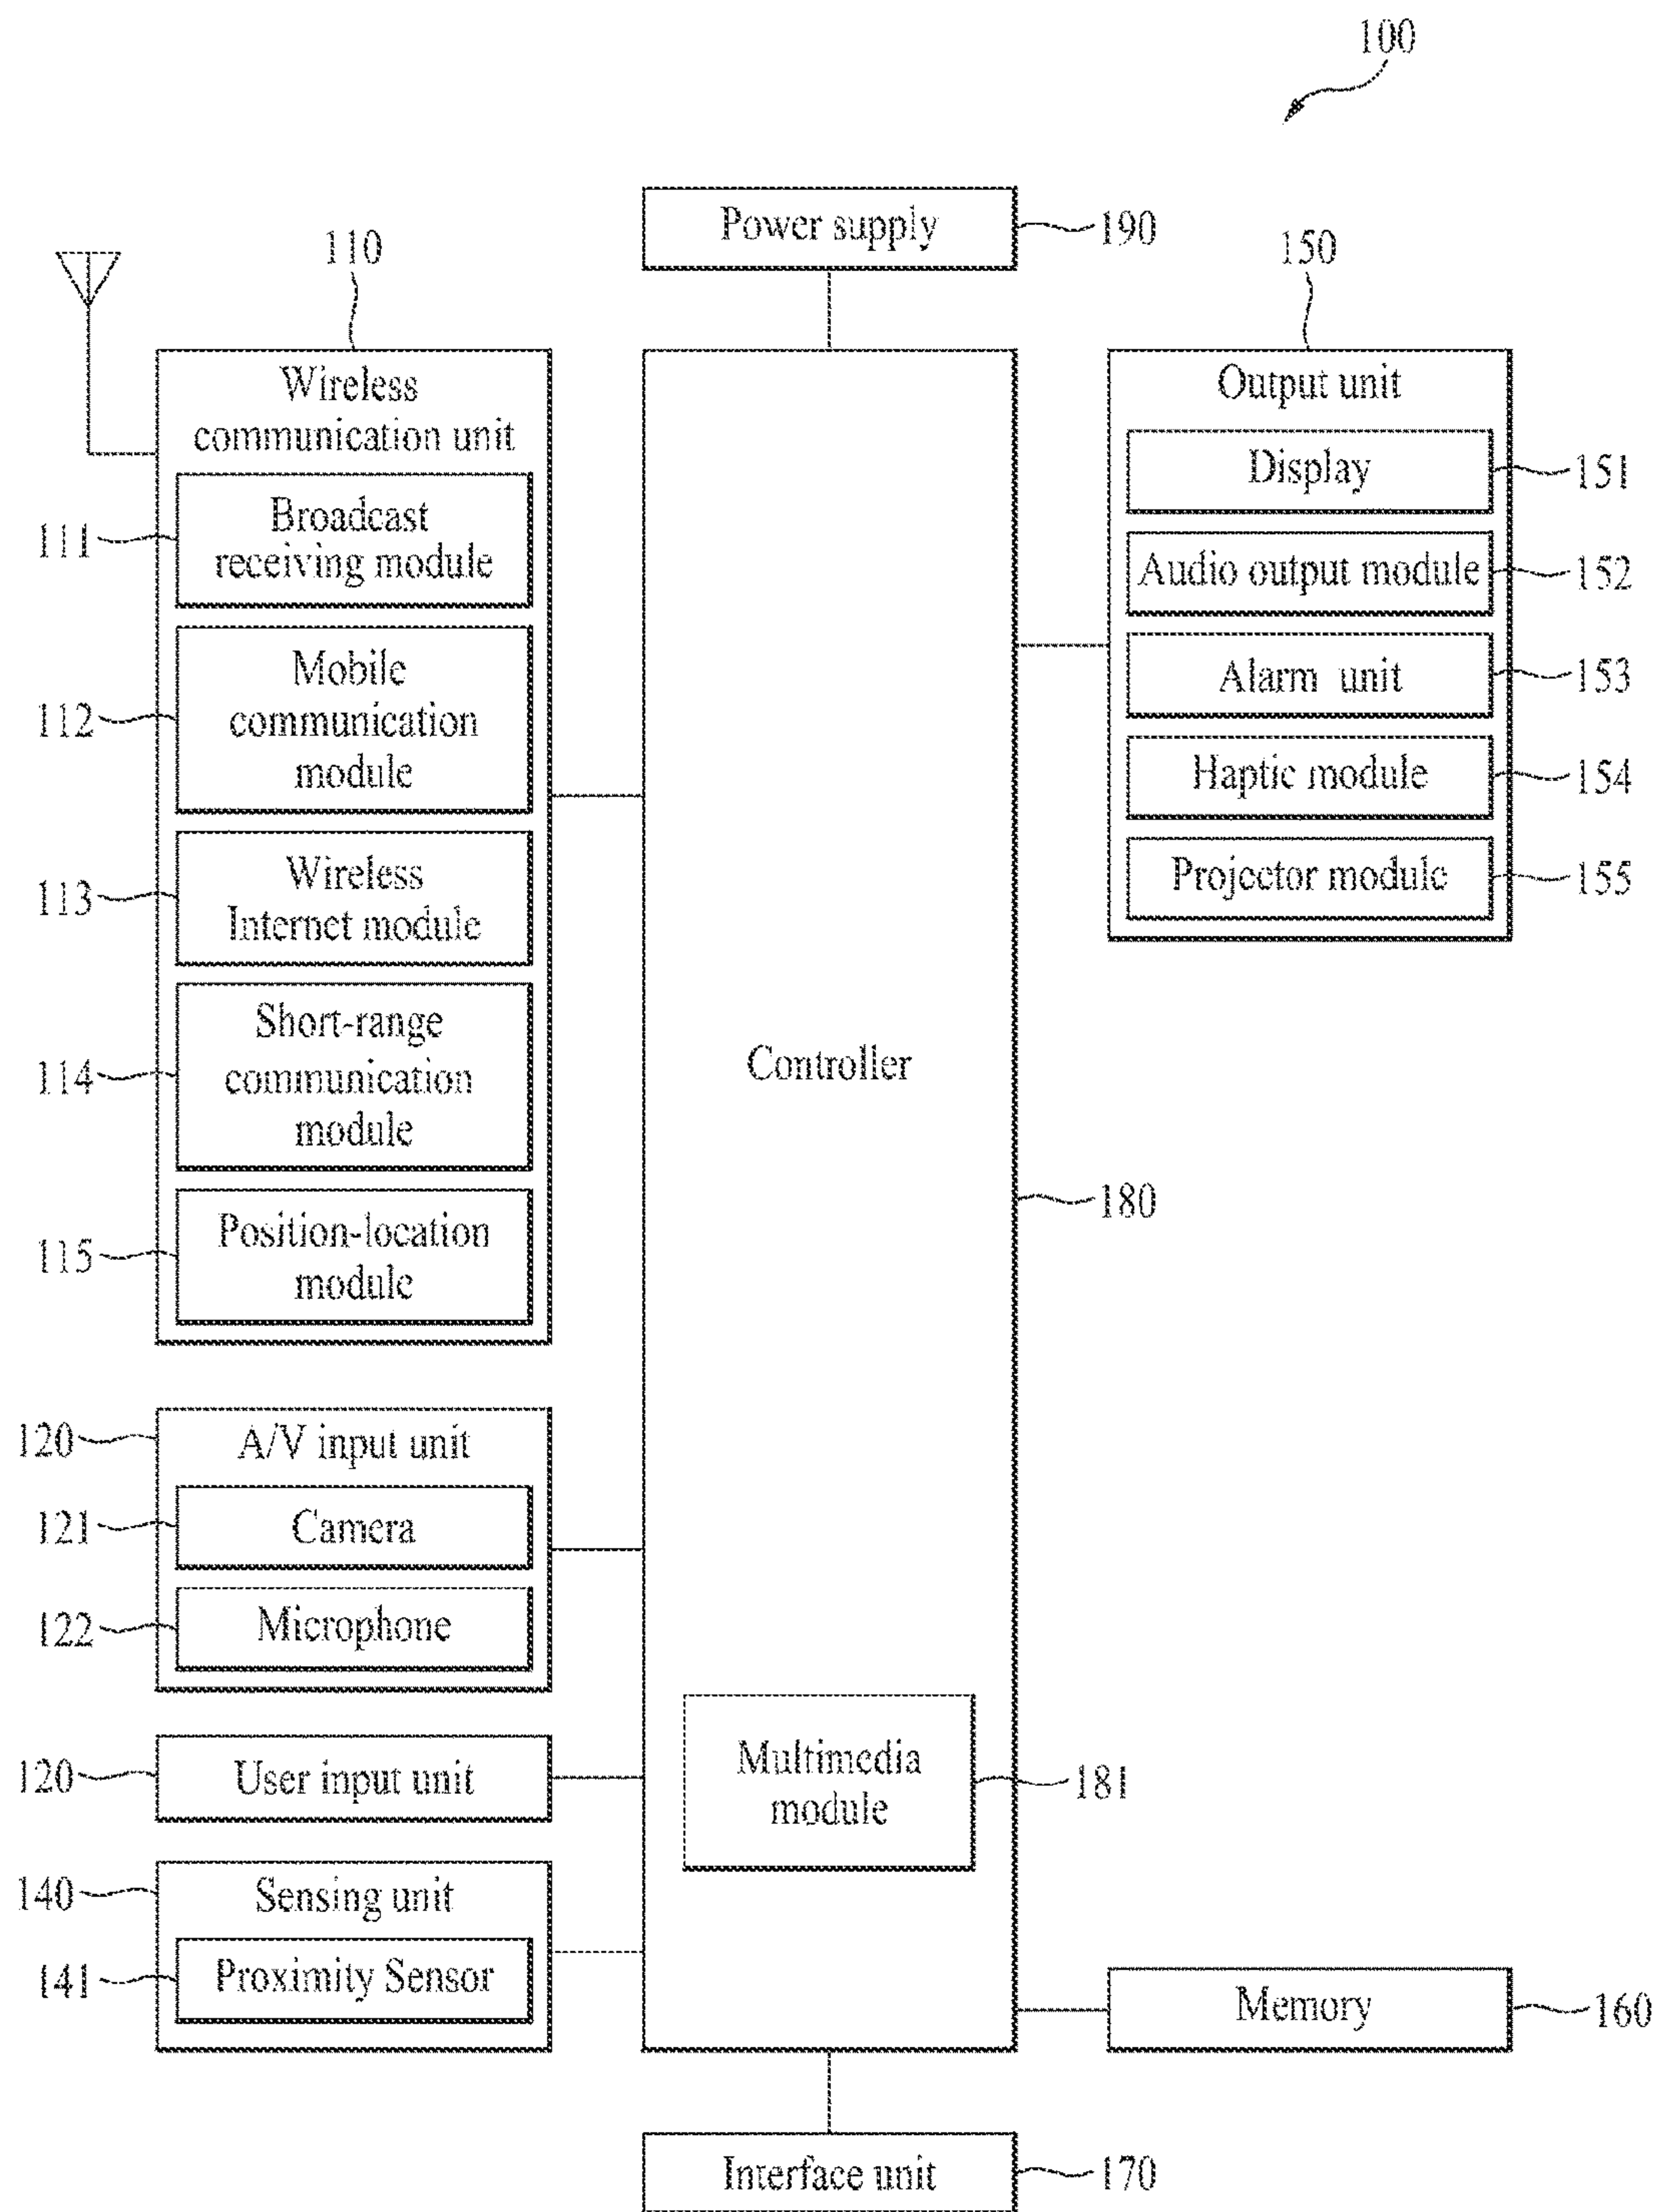 100
Power supply
190
110
150
Wireless
communication unit
111
Broadcast
receiving module
112
Mobile
communication
module
113
Wireless
Internet module
114
Short-range
communication
module
115
Position-location
module
120
A/V input unit
121
Camera
122
Microphone
120
User input unit
140
Sensing unit
141
Proximity Sensor
Controller
180
Multimedia
module
181
Output unit
Display
151
Audio output module
152
Alarm unit
153
Haptic module
154
Projector module
155
Memory
160
Interface unit
170